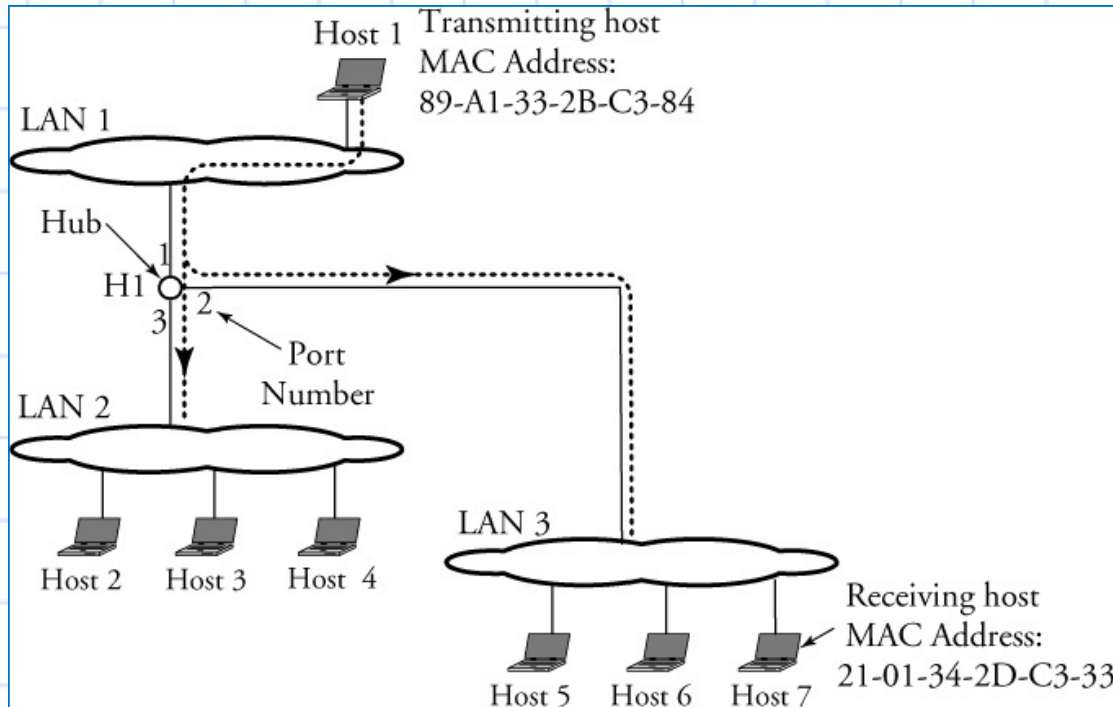 Host 1
Transmitting host
MAC Address:
89-A1-33-2B-C3-84
LAN 1
Hub
1
H1
2
3
Port
Number
LAN 2
Host 2
Host 3
Host 4
LAN 3
Host 5
Host 6
Host 7
Receiving host
MAC Address:
21-01-34-2D-C3-33